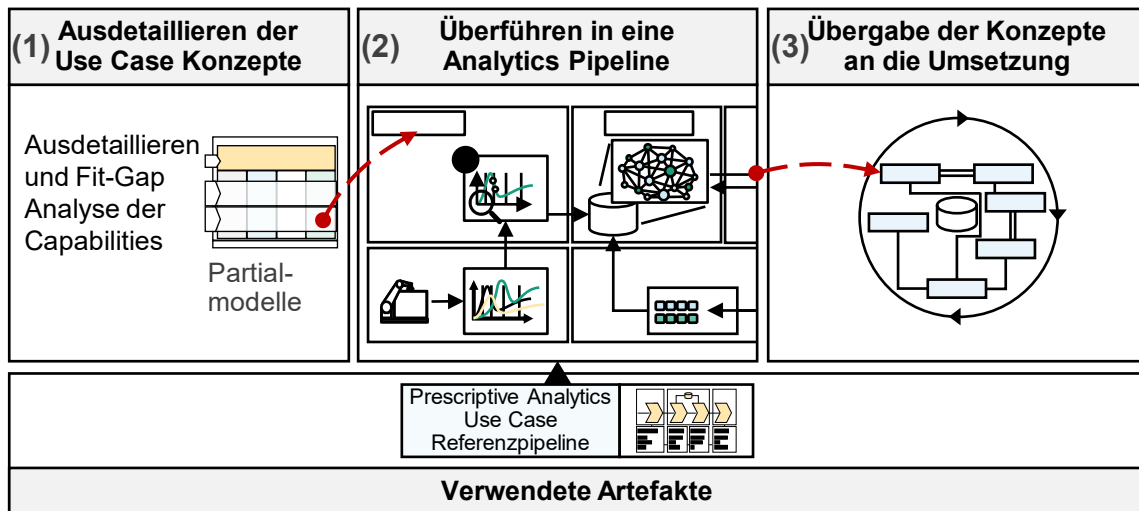 (1) Ausdetaillieren der
Use Case Konzepte
(2) Überführen in eine
Analytics Pipeline
(3) Übergabe der Konzepte
an die Umsetzung
Ausdetaillieren
und Fit-Gap
Analyse der
Capabilities
Partial-
modelle
Prescriptive Analytics
Use Case
Referenzpipeline
Verwendete Artefakte